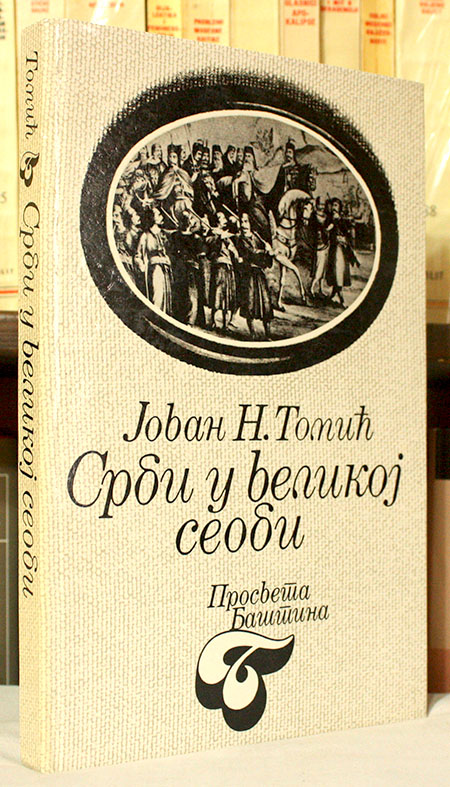 Томић Срби у великој сеоби
Јован Н. Томић
Срби у великој
сеоби
Просвета
Баштина